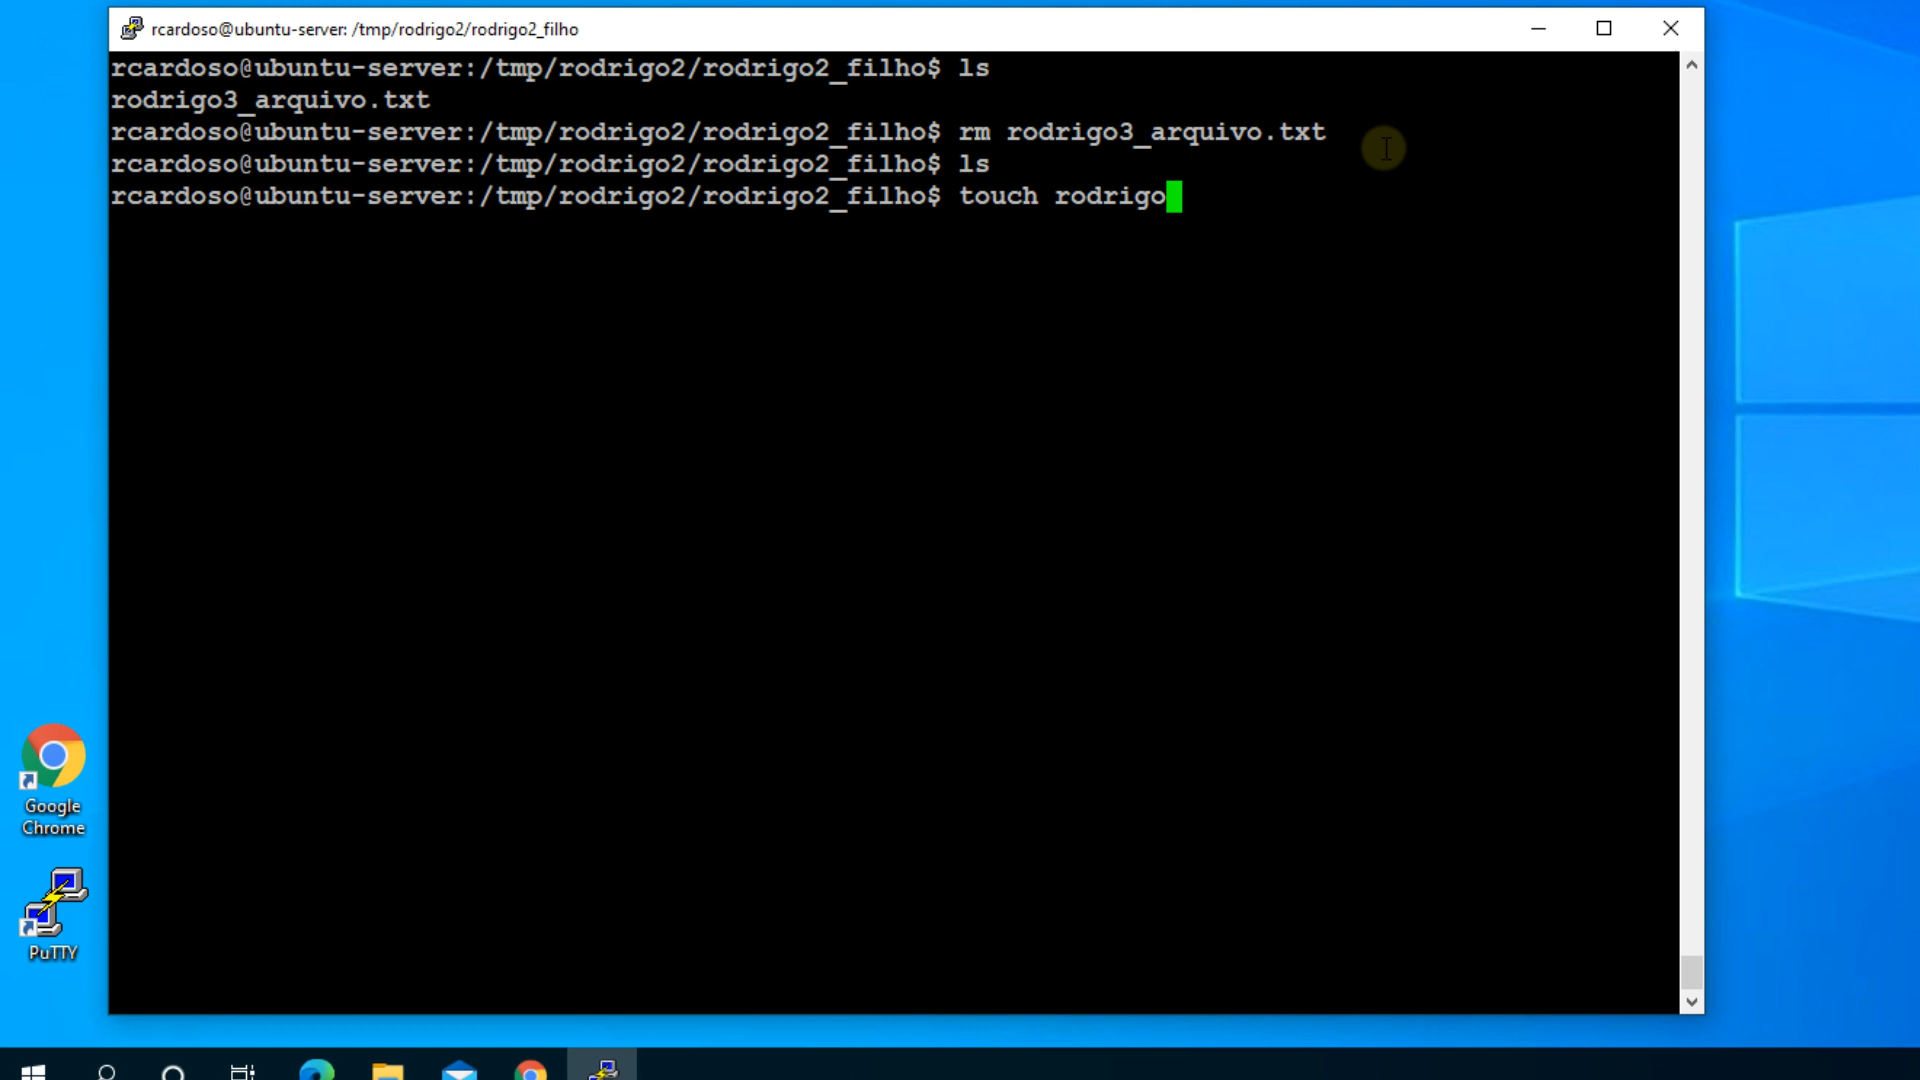 rcardoso@ubuntu-server: /tmp/rodrigo2/rodrigo2_filho
rcardoso@ubuntu-server:/tmp/rodrigo2/rodrigo2_filho$ ls
rodrigo3_arquivo.txt
rcardoso@ubuntu-server:/tmp/rodrigo2/rodrigo2_filho$ rm rodrigo3_arquivo.txt
rcardoso@ubuntu-server:/tmp/rodrigo2/rodrigo2_filho$ ls
rcardoso@ubuntu-server:/tmp/rodrigo2/rodrigo2_filho$ touch rodrigo
Google
Chrome
PuTTY